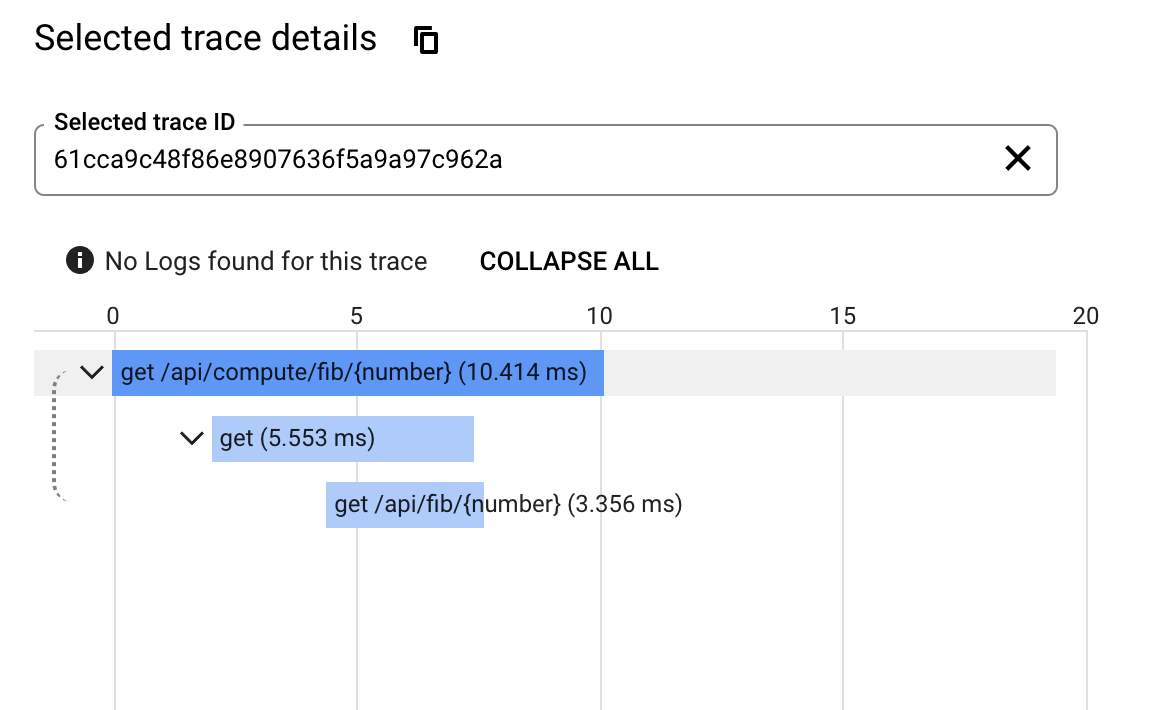 Selected trace details
Selected trace ID
61cca9c48f86e8907636f5a9a97c962a
No Logs found for this trace COLLAPSE ALL
0 5 10 15 20
get /api/compute/fib/{number} (10.414 ms)
get (5.553 ms)
get /api/fib/{number} (3.356 ms)